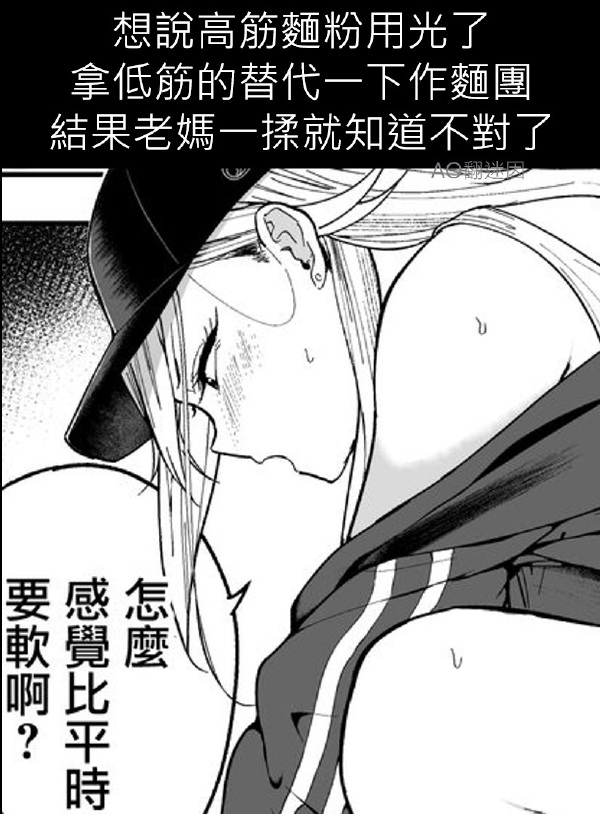 想說高筋麵粉用光了
拿低筋的替代一下作麵團
結果老媽一揉就知道不對了
AQ翻迷因
怎麼
感覺比平時
要軟啊?